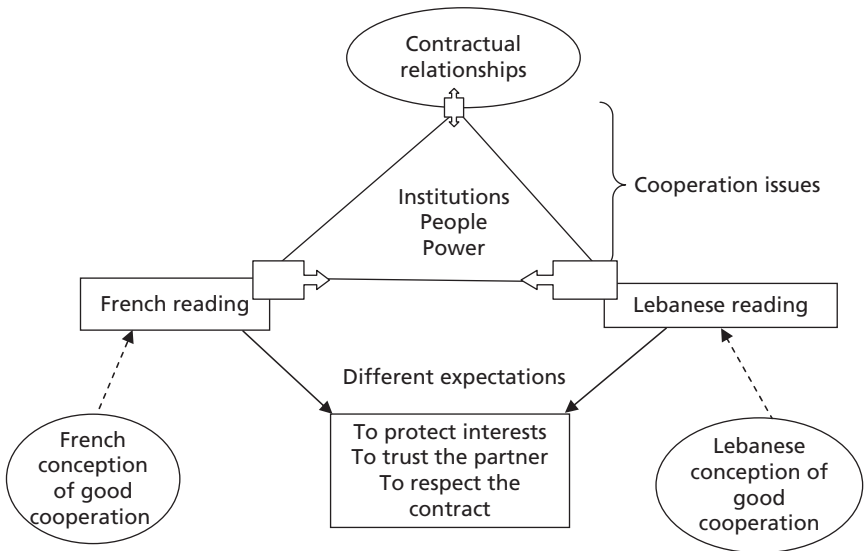 Contractual
relationships
Cooperation issues
Institutions
People
Power
French reading
Lebanese reading
Different expectations
French
conception
of good
cooperation
To protect interests
To trust the partner
To respect the
contract
Lebanese
conception of
good
cooperation